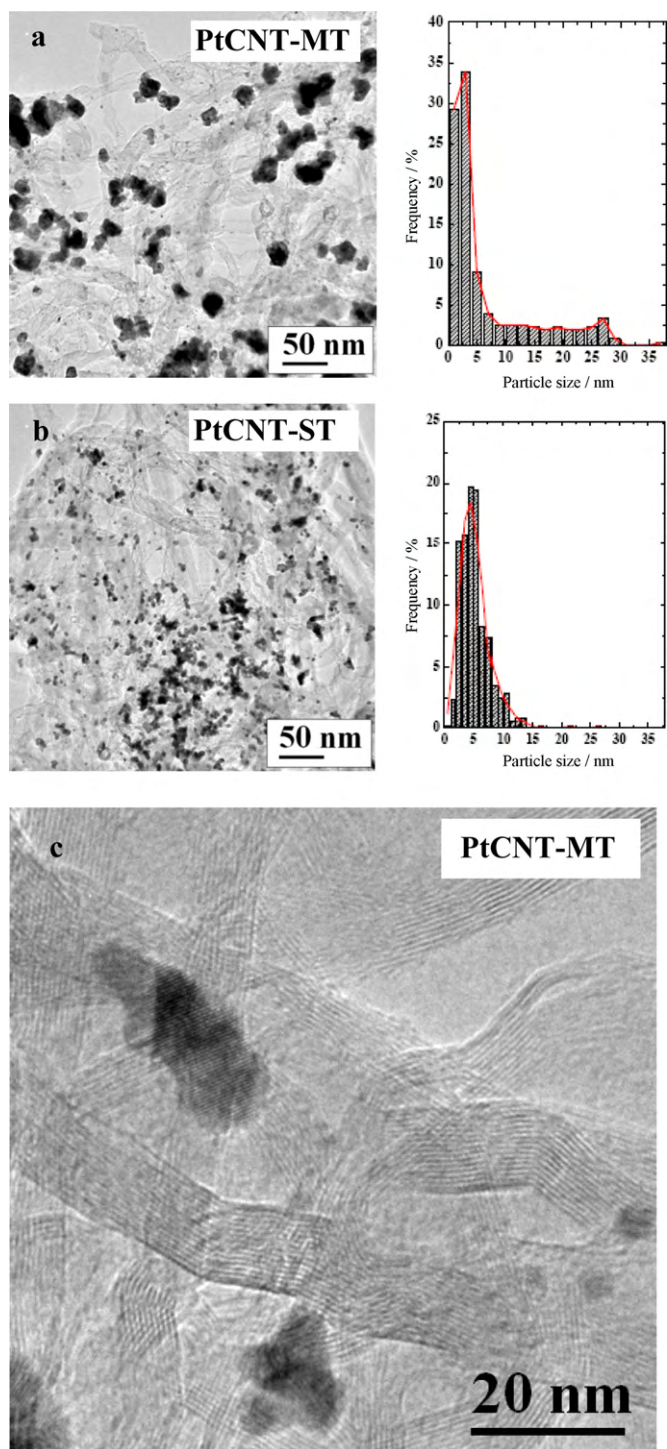 a
PtCNT-MT
50 nm
40
35
30
25
20
15
10
5
0
Frequency / %
0 5 10 15 20 25 30 35
Particle size / nm
b
PtCNT-ST
50 nm
25
20
15
10
5
0
Frequency / %
0 5 10 15 20 25 30 35
Particle size / nm
c
PtCNT-MT
20 nm